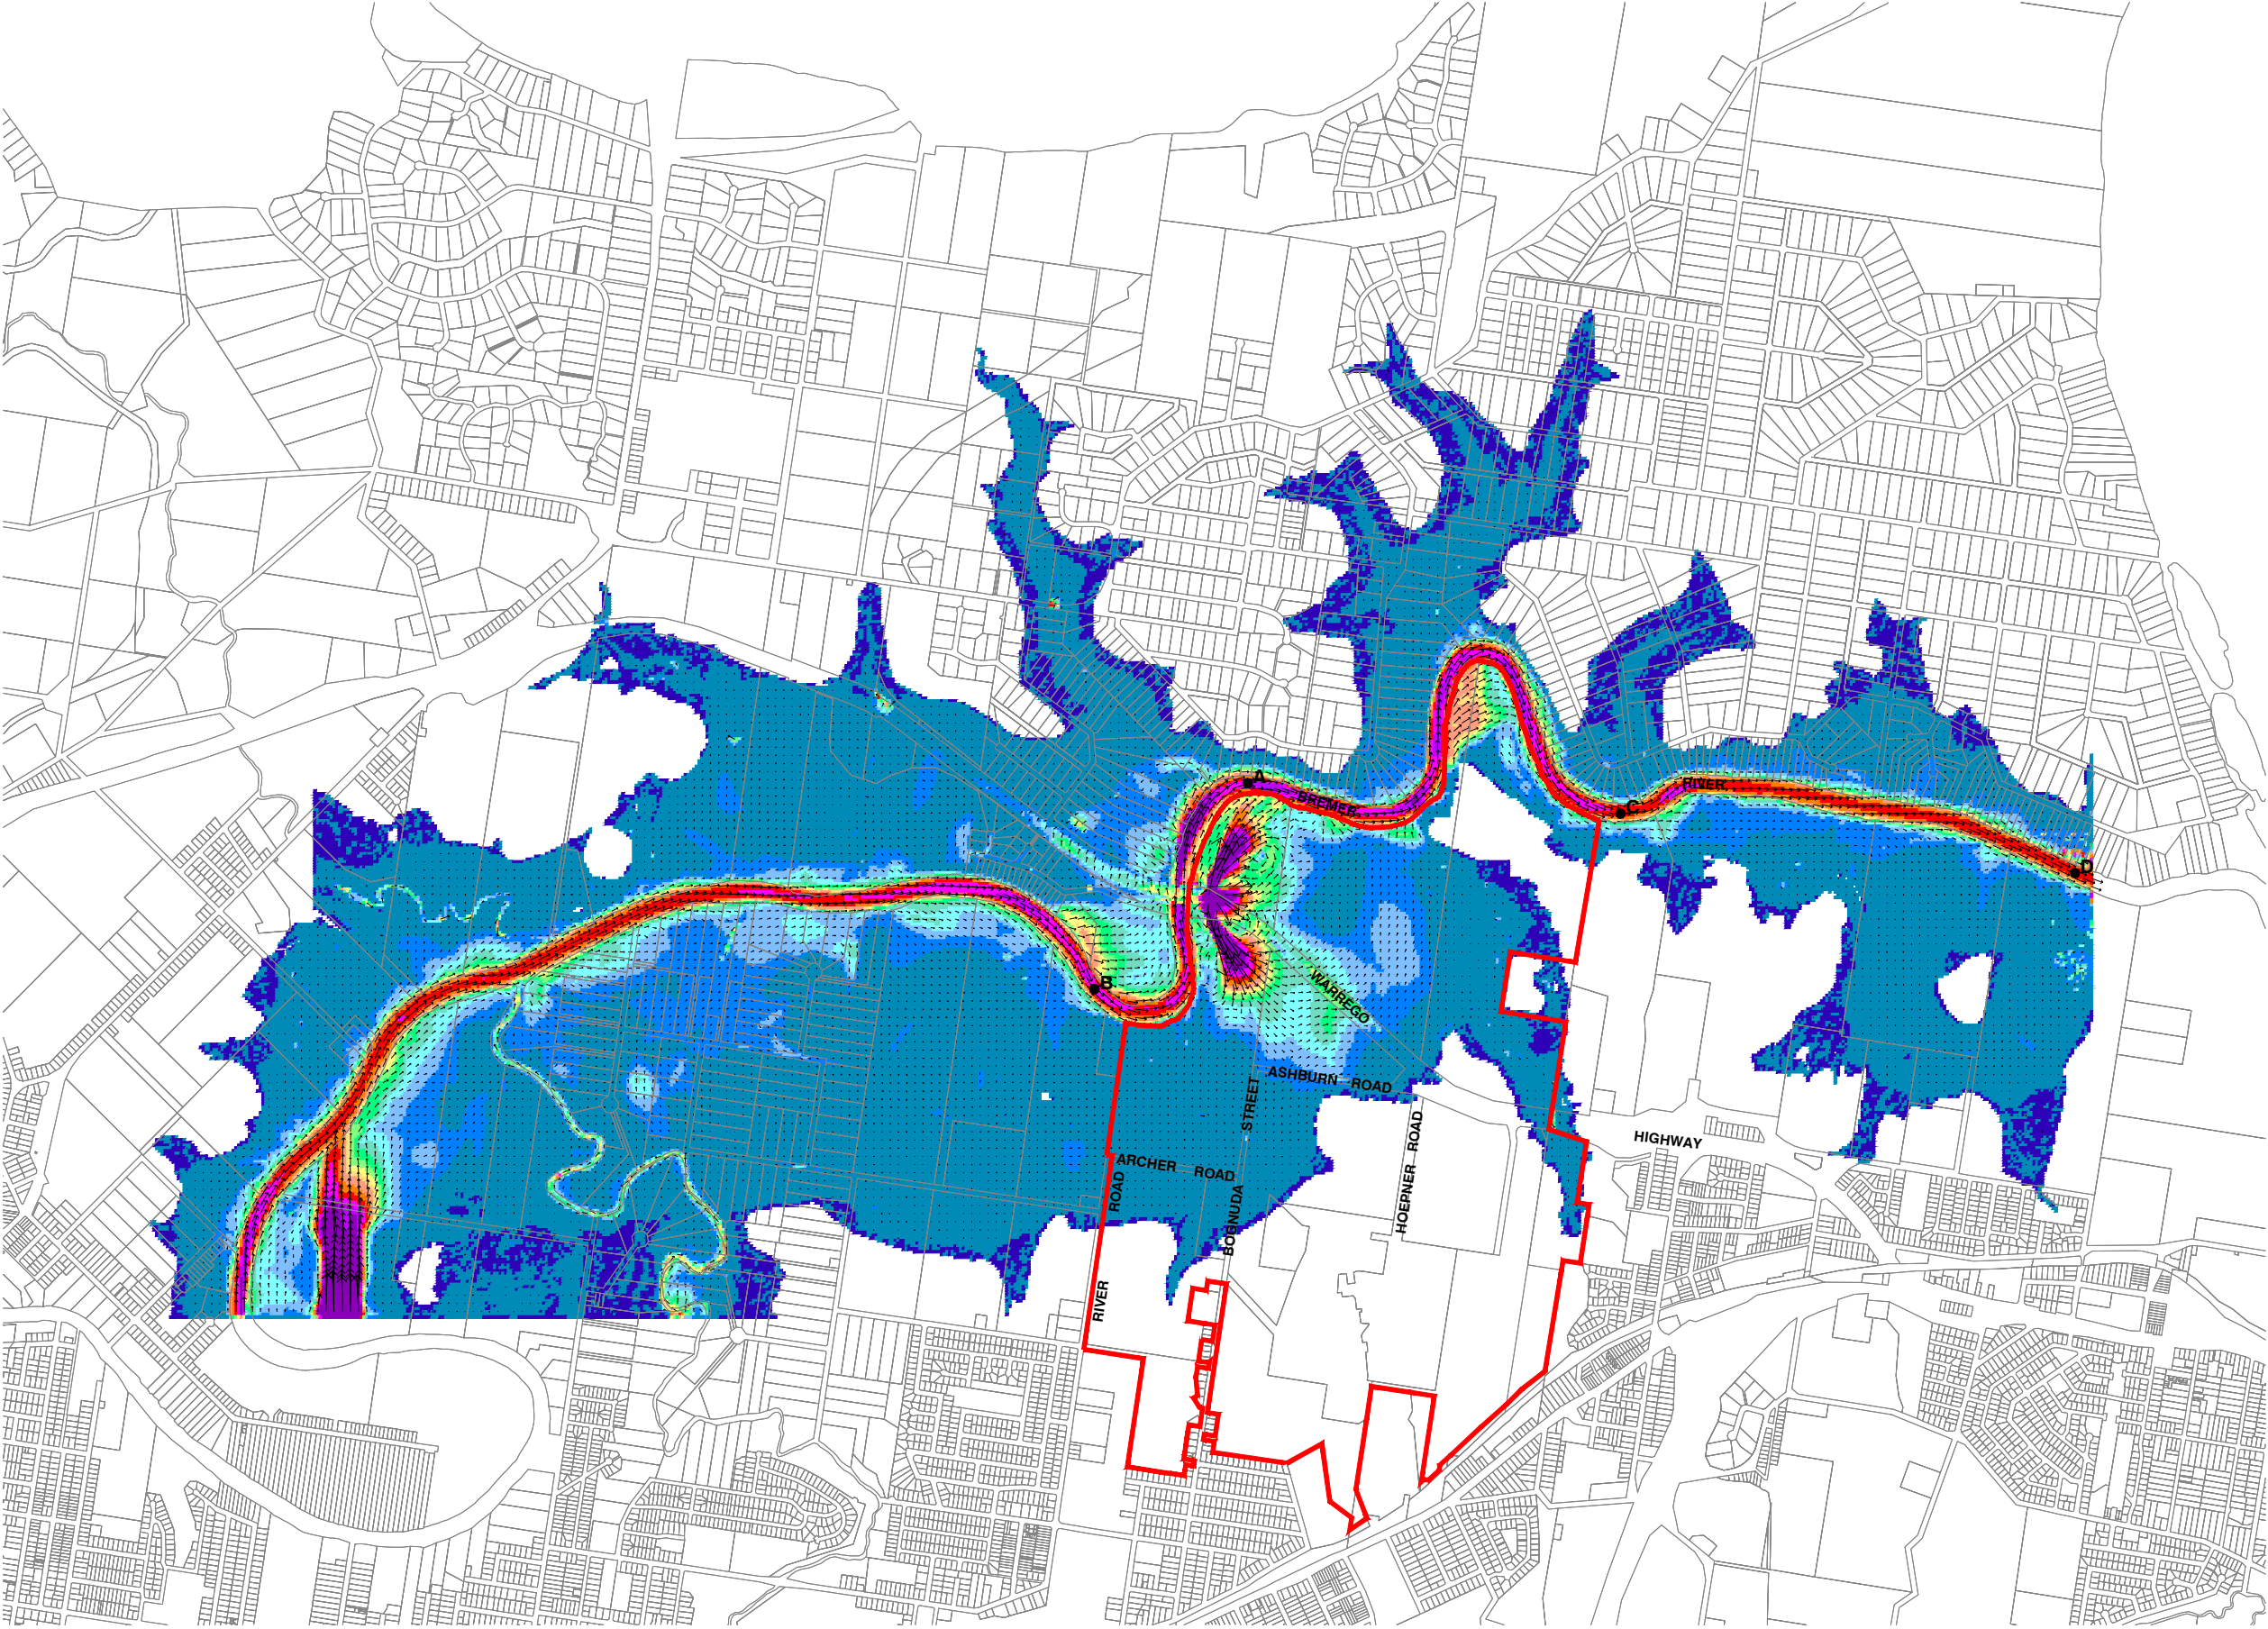 A
BREMER
RIVER
C
D
B
WARREGO
ASHBURN ROAD
STREET
HOEPNER ROAD
HIGHWAY
ARCHER ROAD
ROAD
BOGNUDA
RIVER